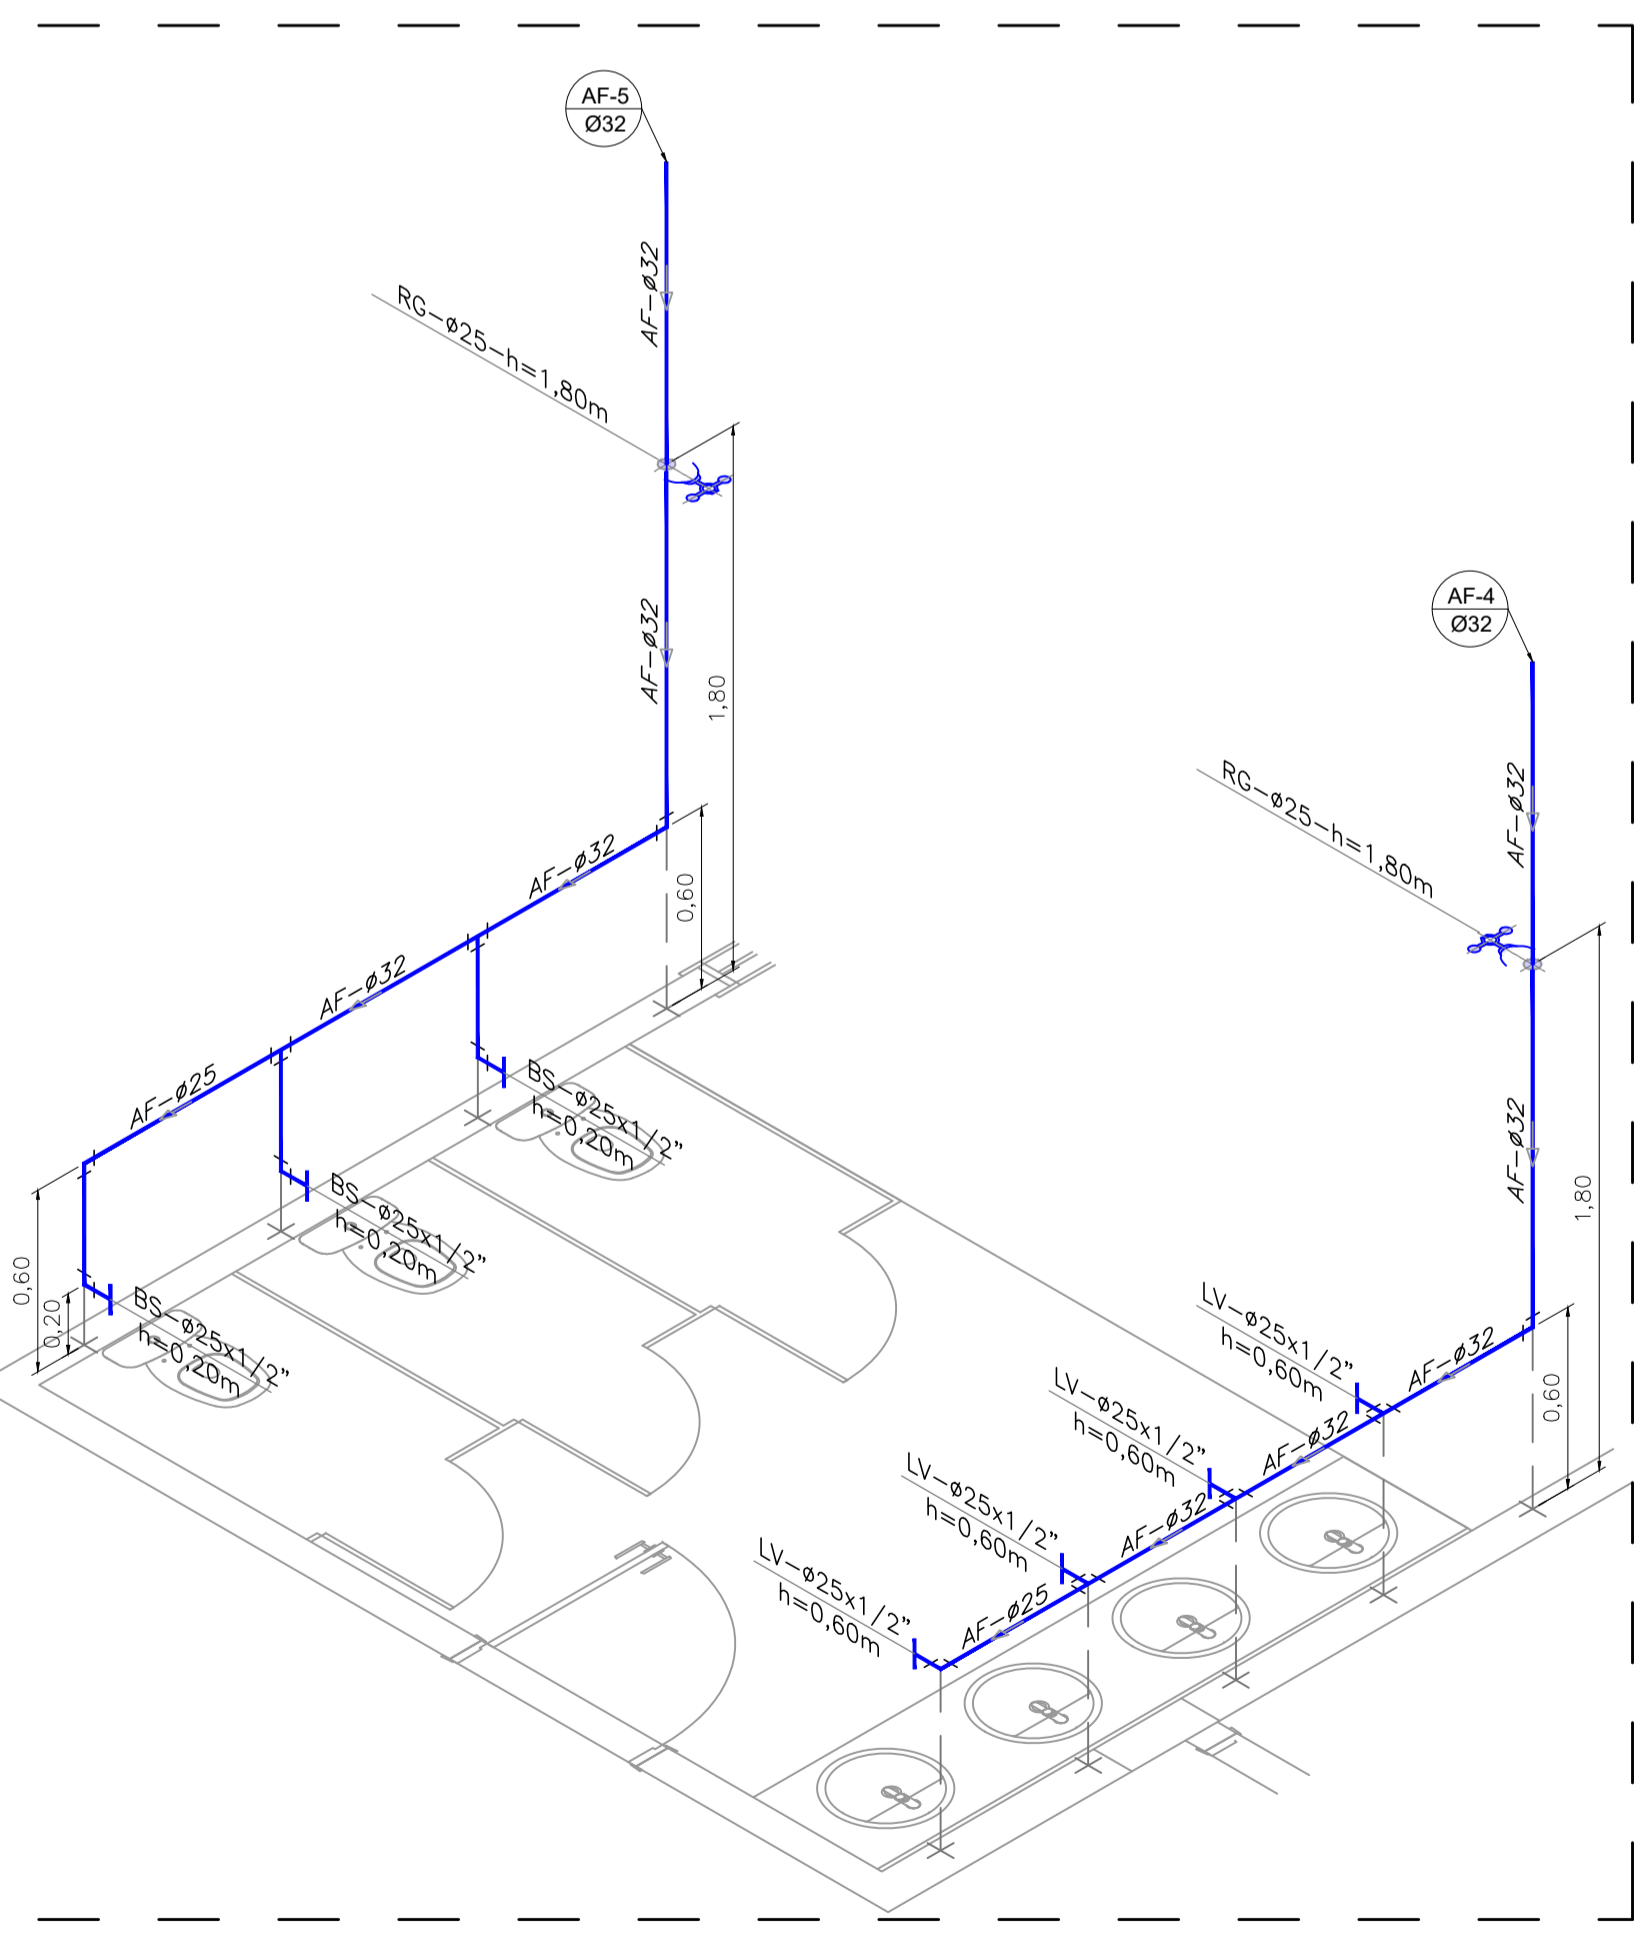 AF-5
Ø32
AF-ø32
RG-ø25-h=1,80m
AF-ø32
1,80
AF-4
Ø32
AF-ø32
RG-ø25-h=1,80m
AF-ø32
0,60
AF-ø32
AF-ø25
BS-ø25x1/2"
h=0,20m
BS-ø25x1/2"
h=0,20m
BS-ø25x1/2"
h=0,20m
0,60
0,20
AF-ø32
1,80
LV-ø25x1/2"
h=0,60m
AF-ø32
0,60
LV-ø25x1/2"
h=0,60m
AF-ø32
LV-ø25x1/2"
h=0,60m
AF-ø32
LV-ø25x1/2"
h=0,60m
AF-ø25